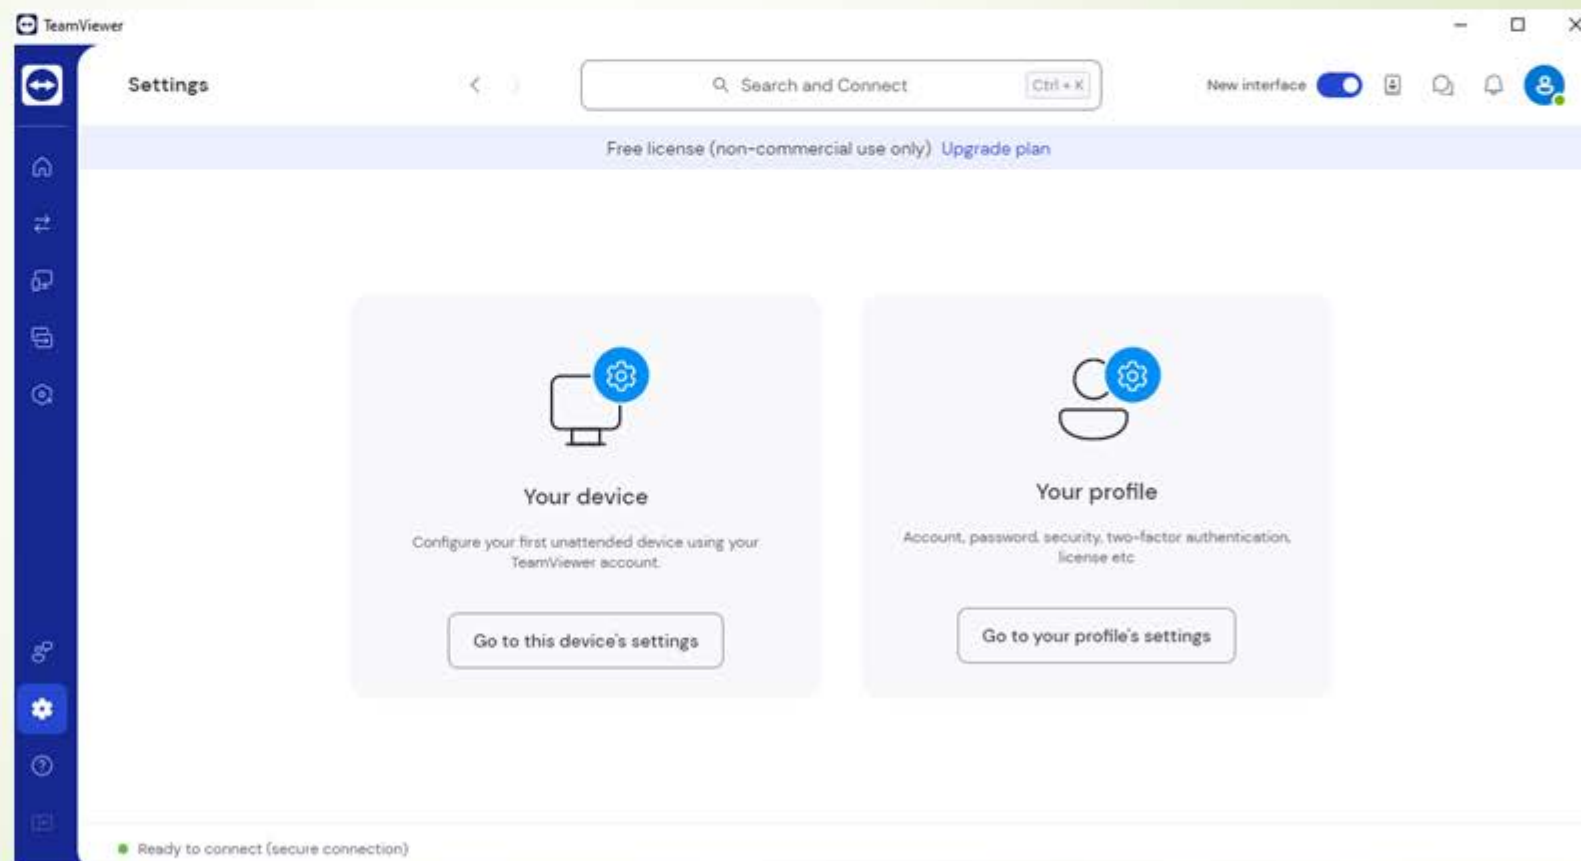 TeamViewer
Settings
Search and Connect
Ctrl + K
New interface
Free license (non-commercial use only) Upgrade plan
Your device
Configure your first unattended device using your
TeamViewer account.
Go to this device's settings
Your profile
Account, password, security, two-factor authentication,
license etc
Go to your profile's settings
Ready to connect (secure connection)